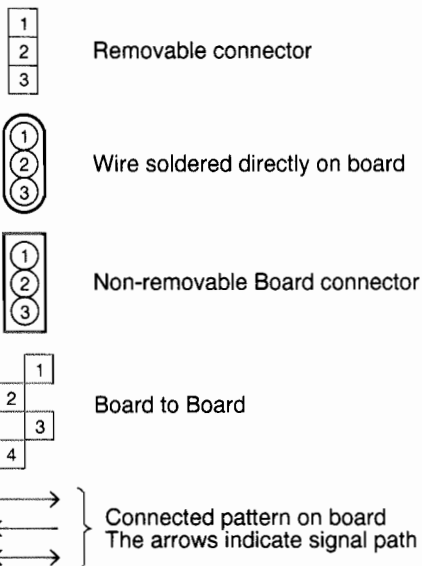 1
2
3
Removable connector
1
2
3
Wire soldered directly on board
1
2
3
Non-removable Board connector
1
2
3
4
Board to Board
Connected pattern on board
The arrows indicate signal path